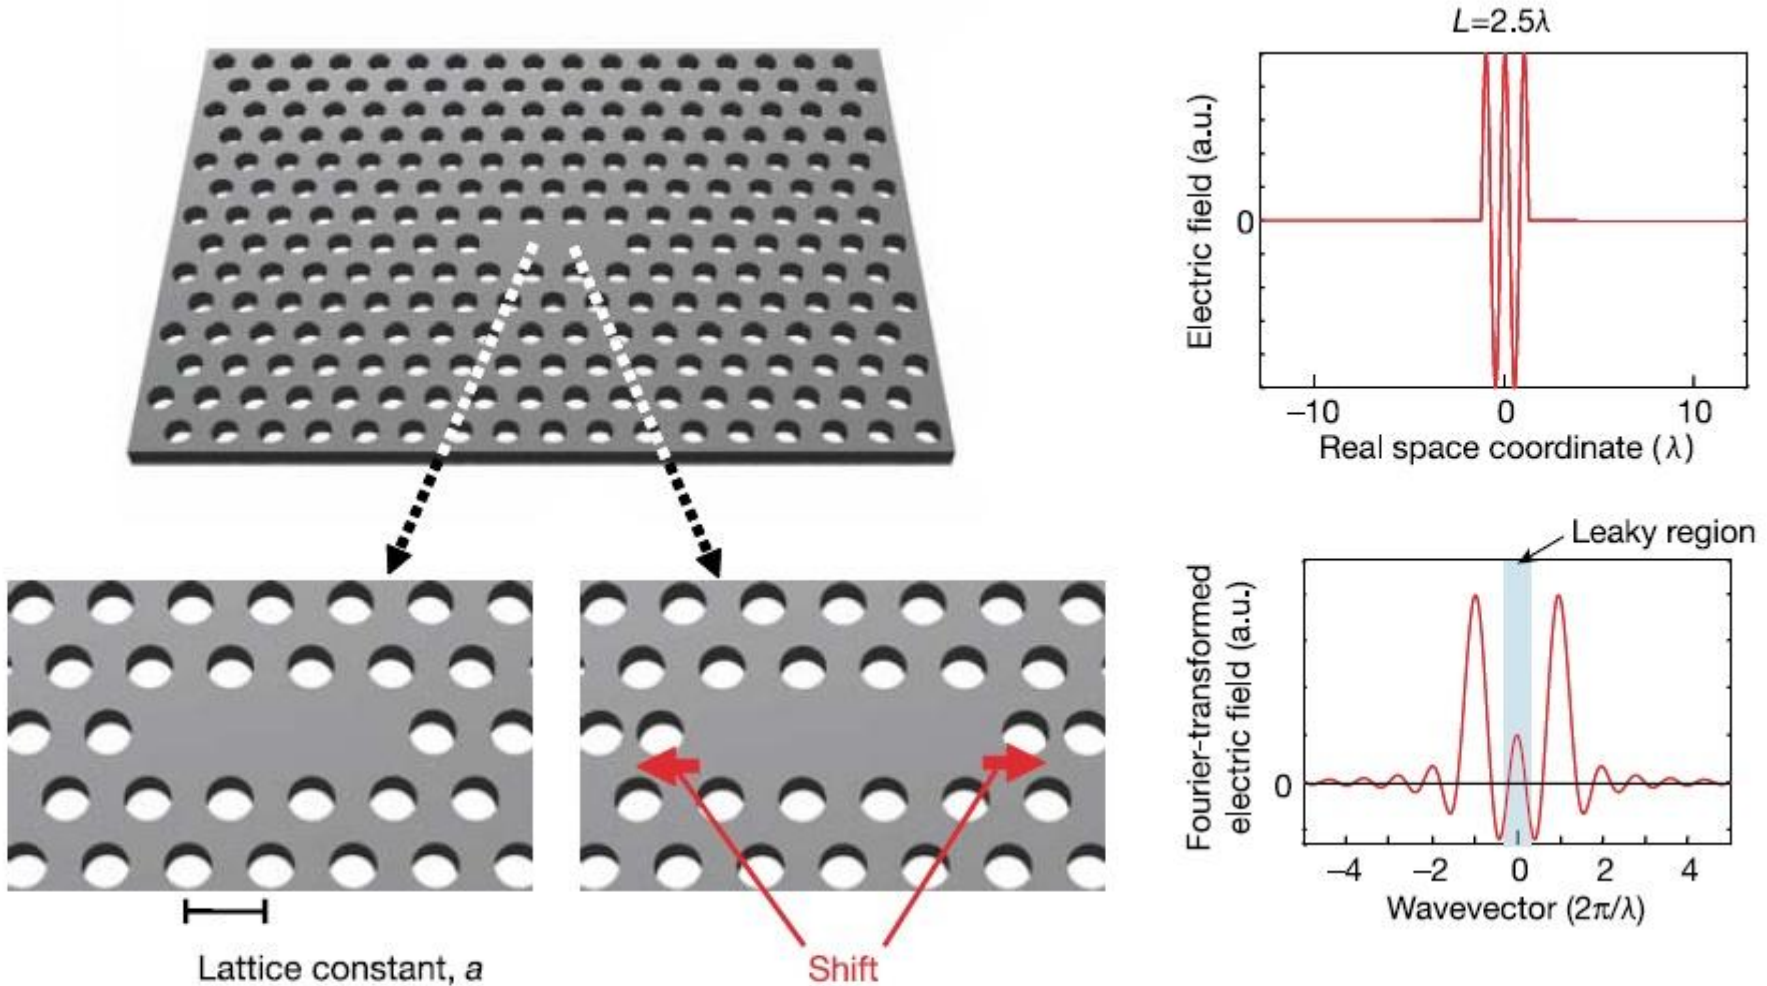 L=2.5λ
Electric field (a.u.)
0
–10
0
10
Real space coordinate (λ)
Leaky region
Fourier-transformed
electric field (a.u.)
0
–4
–2
0
2
4
Wavevector (2π/λ)
Lattice constant, a
Shift